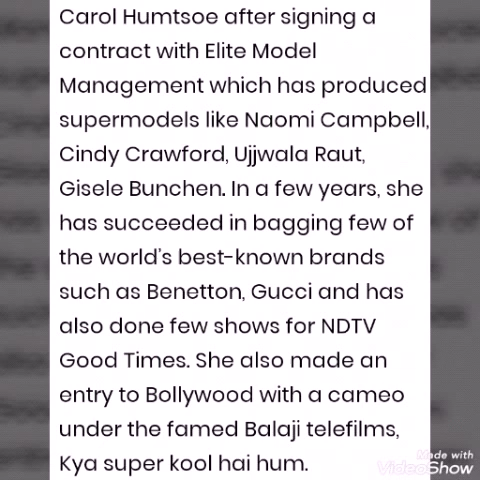 Carol Humtsoe after signing a
contract with Elite Model
Management which has produced
supermodels like Naomi Campbell,
Cindy Crawford, Ujjwala Raut,
Gisele Bunchen. In a few years, she
has succeeded in bagging few of
the world's best-known brands
such as Benetton, Gucci and has
also done few shows for NDTV
Good Times. She also made an
entry to Bollywood with a cameo
under the famed Balaji telefilms,
Kya super kool hai hum.
Made with
VideoShow